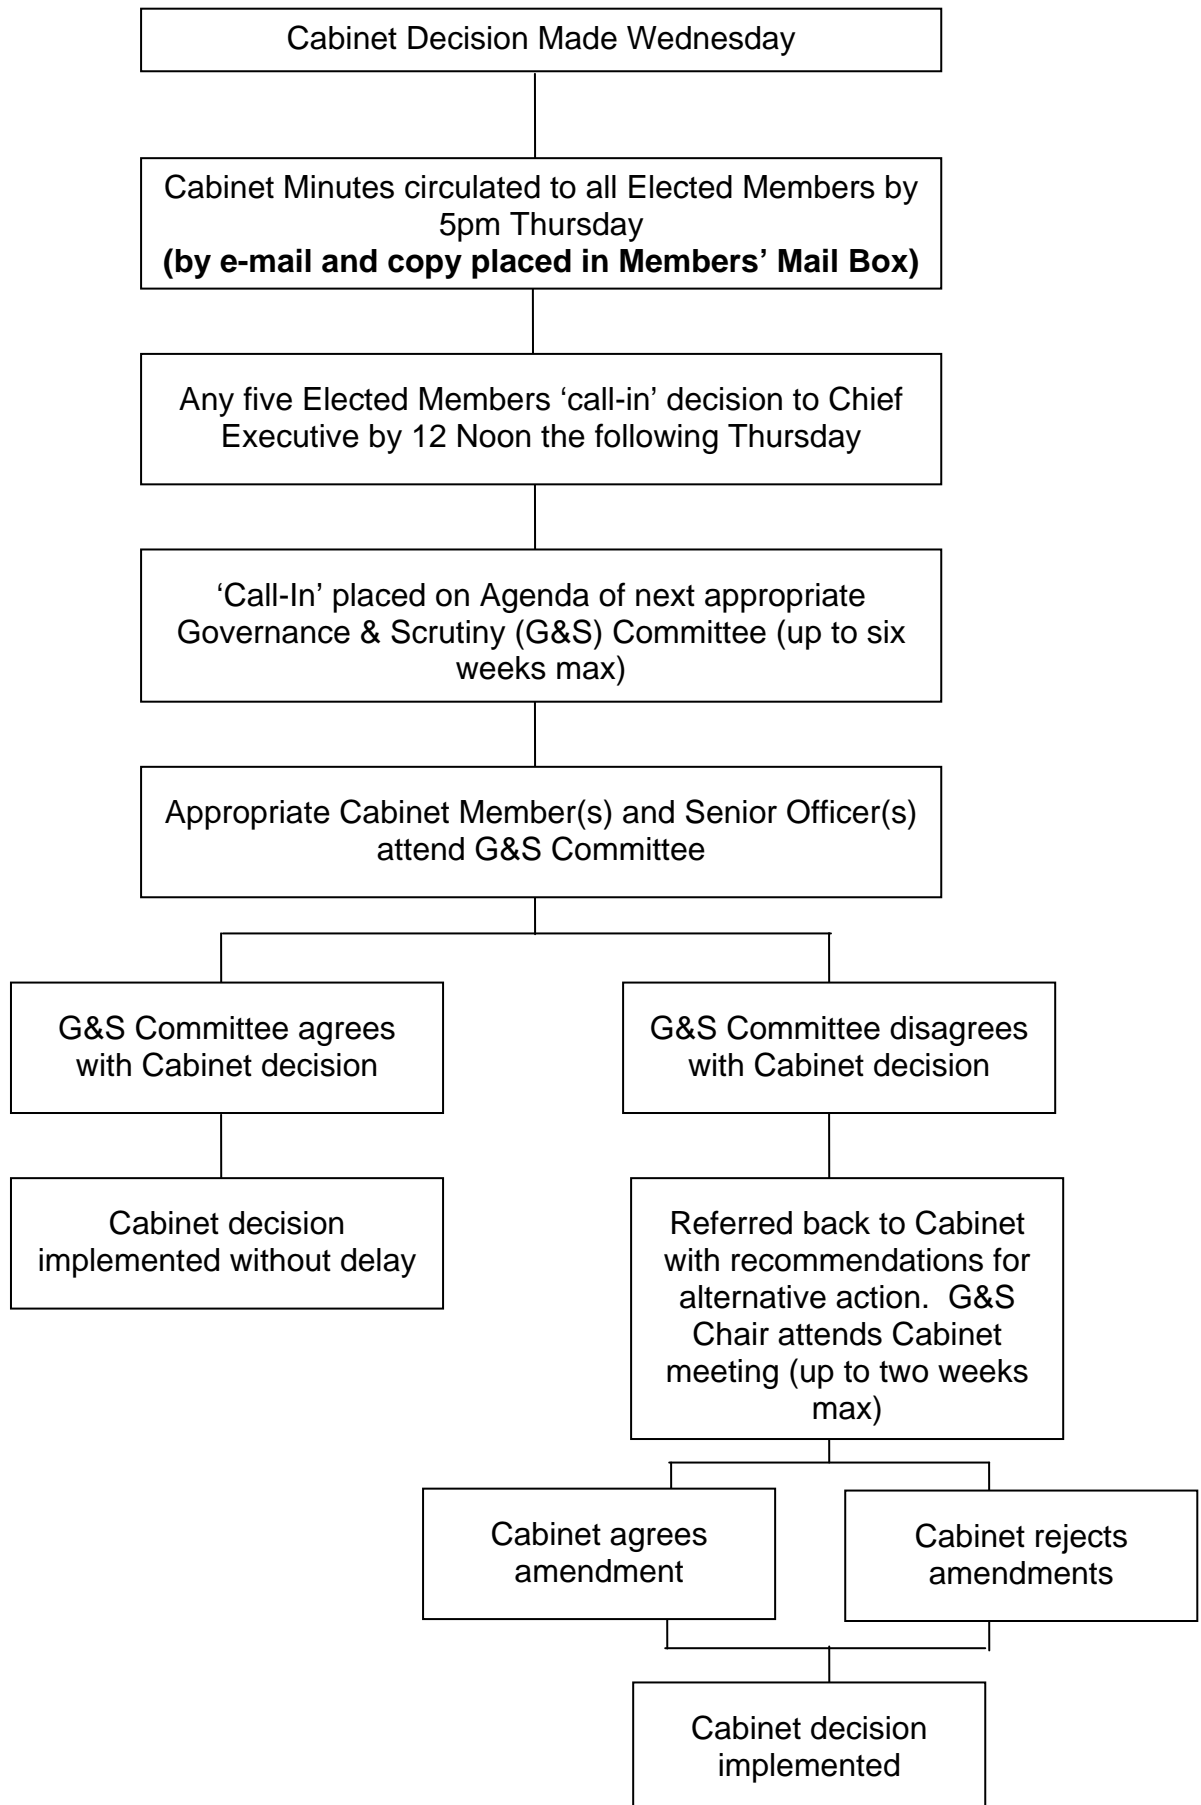 Cabinet Decision Made Wednesday
Cabinet Minutes circulated to all Elected Members by
5pm Thursday
(by e-mail and copy placed in Members’ Mail Box)
Any five Elected Members ‘call-in’ decision to Chief
Executive by 12 Noon the following Thursday
‘Call-In’ placed on Agenda of next appropriate
Governance & Scrutiny (G&S) Committee (up to six
weeks max)
Appropriate Cabinet Member(s) and Senior Officer(s)
attend G&S Committee
G&S Committee agrees
with Cabinet decision
G&S Committee disagrees
with Cabinet decision
Cabinet decision
implemented without delay
Referred back to Cabinet
with recommendations for
alternative action.  G&S
Chair attends Cabinet
meeting (up to two weeks
max)
Cabinet agrees
amendment
Cabinet rejects
amendments
Cabinet decision
implemented